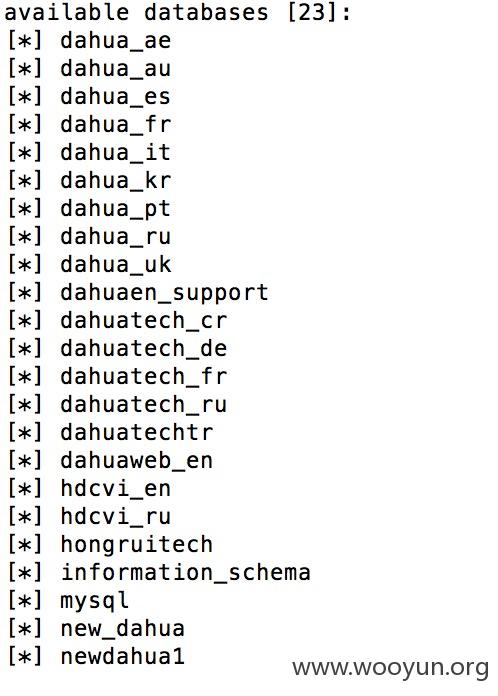 available databases [23]:
[*] dahua_ae
[*] dahua_au
[*] dahua_es
[*] dahua_fr
[*] dahua_it
[*] dahua_kr
[*] dahua_pt
[*] dahua_ru
[*] dahua_uk
[*] dahuaen_support
[*] dahuatech_cr
[*] dahuatech_de
[*] dahuatech_fr
[*] dahuatech_ru
[*] dahuatechtr
[*] dahuaweb_en
[*] hdcvi_en
[*] hdcvi_ru
[*] hongruitech
[*] information_schema
[*] mysql
[*] new_dahua
[*] newdahua1
www.wooyun.org